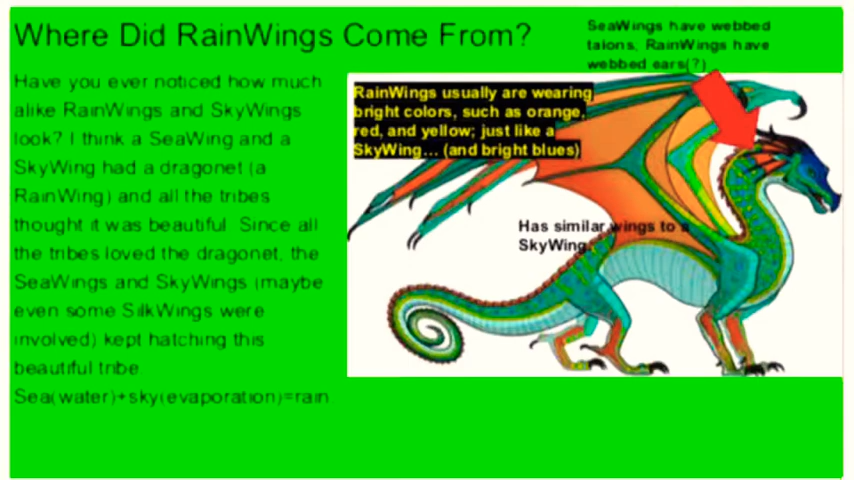 Where Did RainWings Come From?
SeaWings have webbed
talons, RainWings have
webbed ears(?)
Have you ever noticed how much
alike RainWings and SkyWings
look? I think a SeaWing and a
SkyWing had a dragonet (a
RainWing) and all the tribes
thought it was beautiful. Since all
the tribes loved the dragonet, the
SeaWings and SkyWings (maybe
even some SilkWings were
involved) kept hatching this
beautiful tribe.
Sea(water)+sky(evaporation)=rain
RainWings usually are wearing
bright colors, such as orange,
red, and yellow; just like a
SkyWing... (and bright blues)
Has similar wings to a
SkyWing.